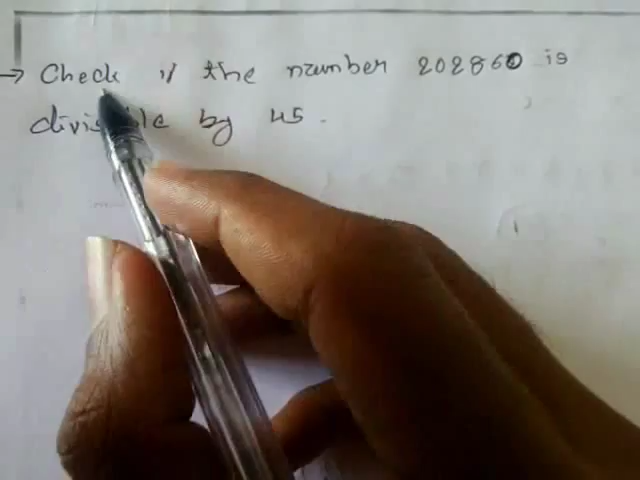 → Check if the number 202860 is
divisible by 45.